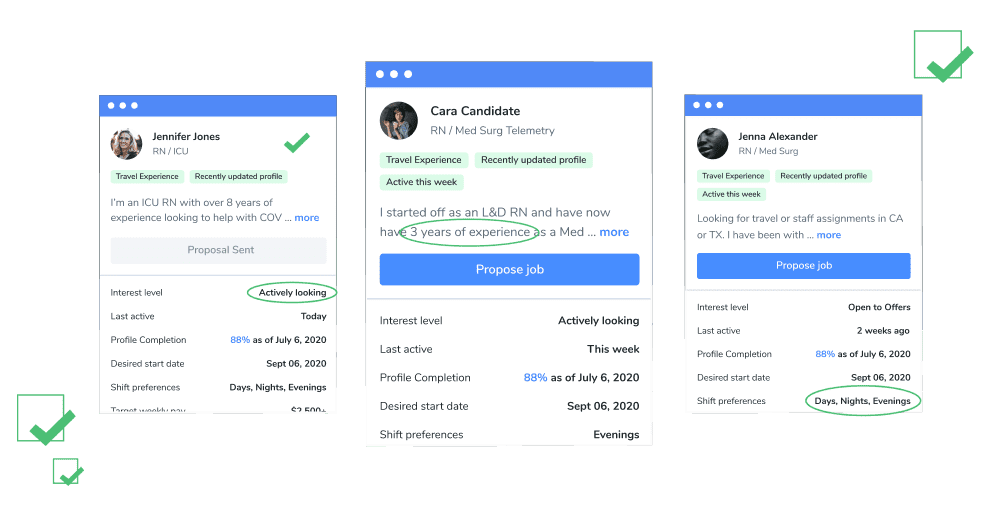 Jennifer Jones
RN / ICU
Travel Experience Recently updated profile
I'm an ICU RN with over 8 years of
experience looking to help with COV ... more
Proposal Sent
Interest level Actively looking
Last active Today
Profile Completion 88% as of July 6, 2020
Desired start date Sept 06, 2020
Shift preferences Days, Nights, Evenings
Target weekly pay $2,500+
Cara Candidate
RN / Med Surg Telemetry
Travel Experience Recently updated profile
Active this week
I started off as an L&D RN and have now
have 3 years of experience as a Med ... more
Propose job
Interest level Actively looking
Last active This week
Profile Completion 88% as of July 6, 2020
Desired start date Sept 06, 2020
Shift preferences Evenings
Jenna Alexander
RN / Med Surg
Travel Experience Recently updated profile
Active this week
Looking for travel or staff assignments in CA
or TX. I have been with ... more
Propose job
Interest level Open to Offers
Last active 2 weeks ago
Profile Completion 88% as of July 6, 2020
Desired start date Sept 06, 2020
Shift preferences Days, Nights, Evenings